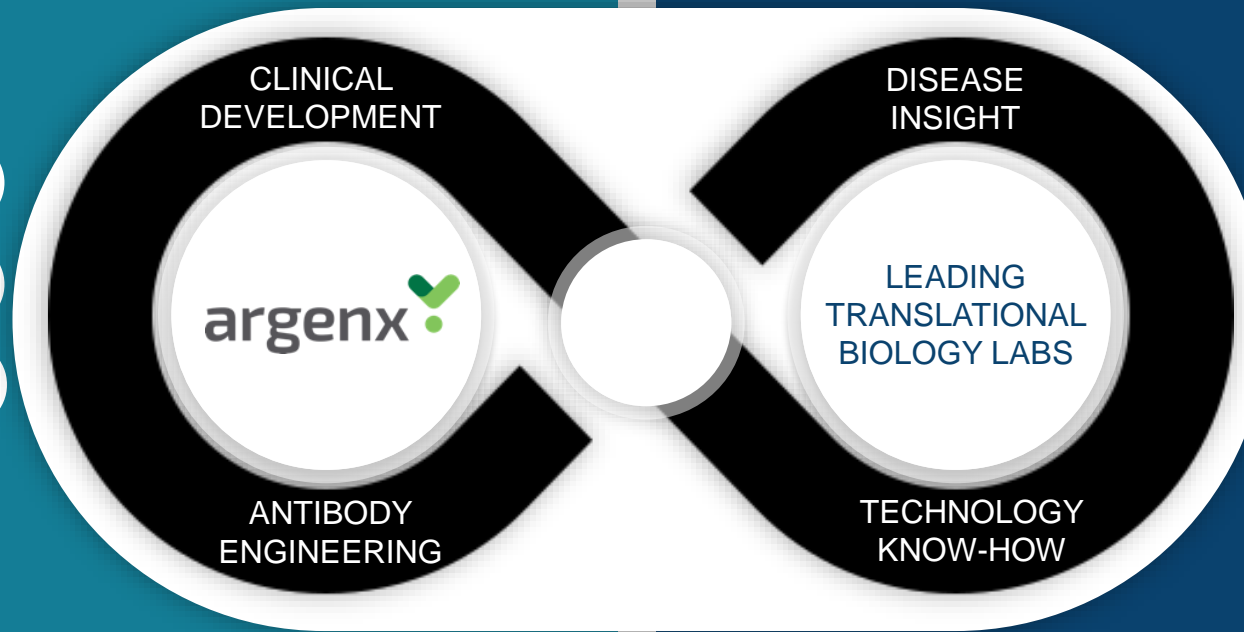 CLINICAL
DEVELOPMENT
DISEASE
INSIGHT
argenx
LEADING
TRANSLATIONAL
BIOLOGY LABS
ANTIBODY
ENGINEERING
TECHNOLOGY
KNOW-HOW